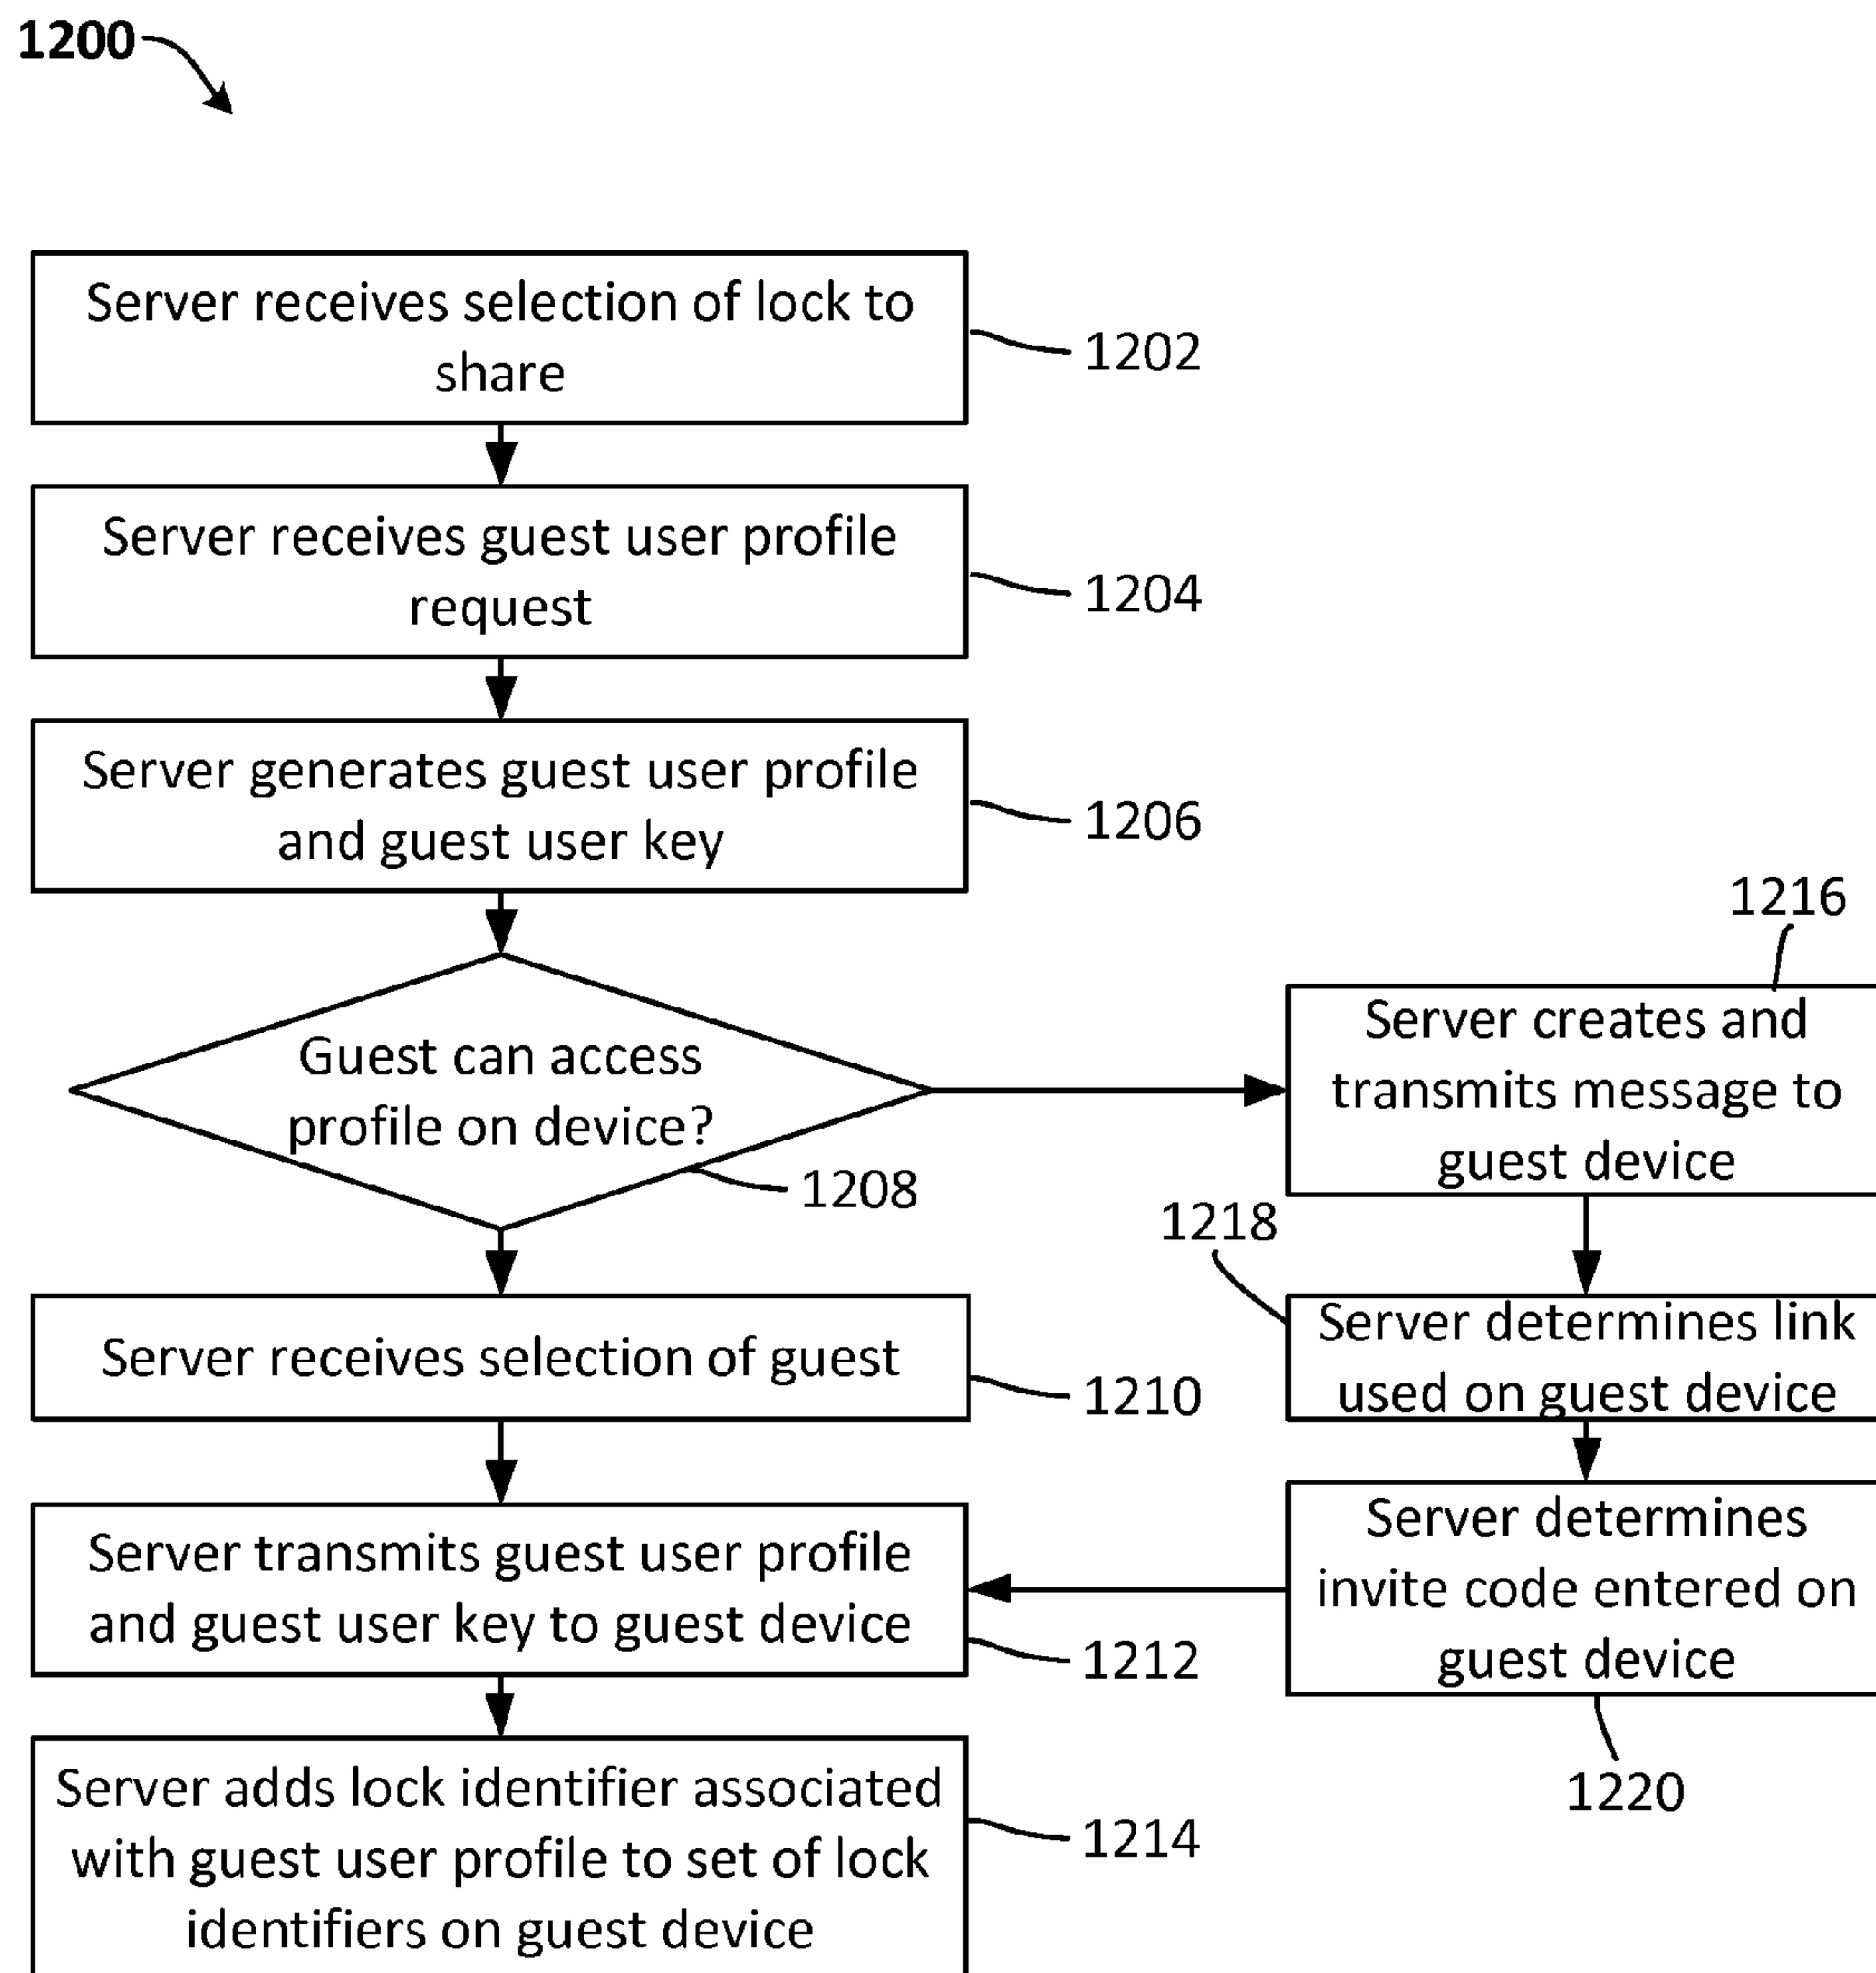 1200
Server receives selection of lock to
share
1202
Server receives guest user profile
request
1204
Server generates guest user profile
and guest user key
1206
Guest can access
profile on device?
1208
1216
Server creates and
transmits message to
guest device
1218
Server determines link
used on guest device
Server receives selection of guest
1210
Server determines
invite code entered on
guest device
1220
Server transmits guest user profile
and guest user key to guest device
1212
Server adds lock identifier associated
with guest user profile to set of lock
identifiers on guest device
1214